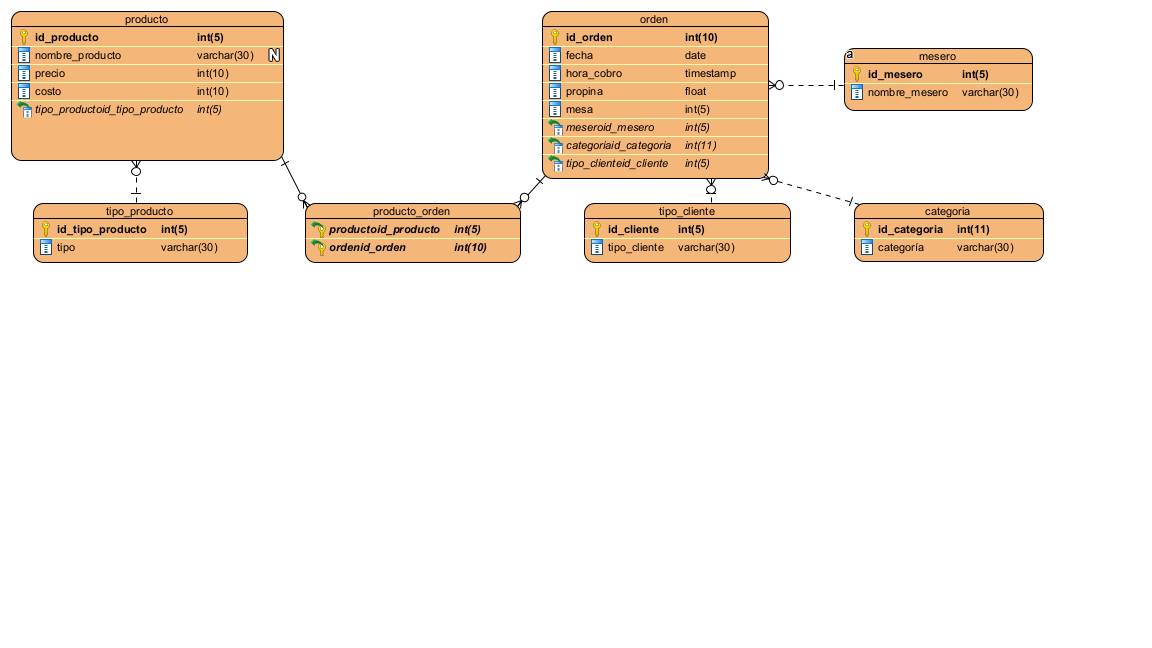 producto
id_producto int(5)
nombre_producto varchar(30) N
precio int(10)
costo int(10)
tipo_productoid_tipo_producto int(5)
orden
id_orden int(10)
fecha date
hora_cobro timestamp
propina float
mesa int(5)
meseroid_mesero int(5)
categoriaid_categoria int(11)
tipo_clienteid_cliente int(5)
a
mesero
id_mesero int(5)
nombre_mesero varchar(30)
tipo_producto
id_tipo_producto int(5)
tipo varchar(30)
producto_orden
productoid_producto int(5)
ordenid_orden int(10)
tipo_cliente
id_cliente int(5)
tipo_cliente varchar(30)
categoria
id_categoria int(11)
categoría varchar(30)